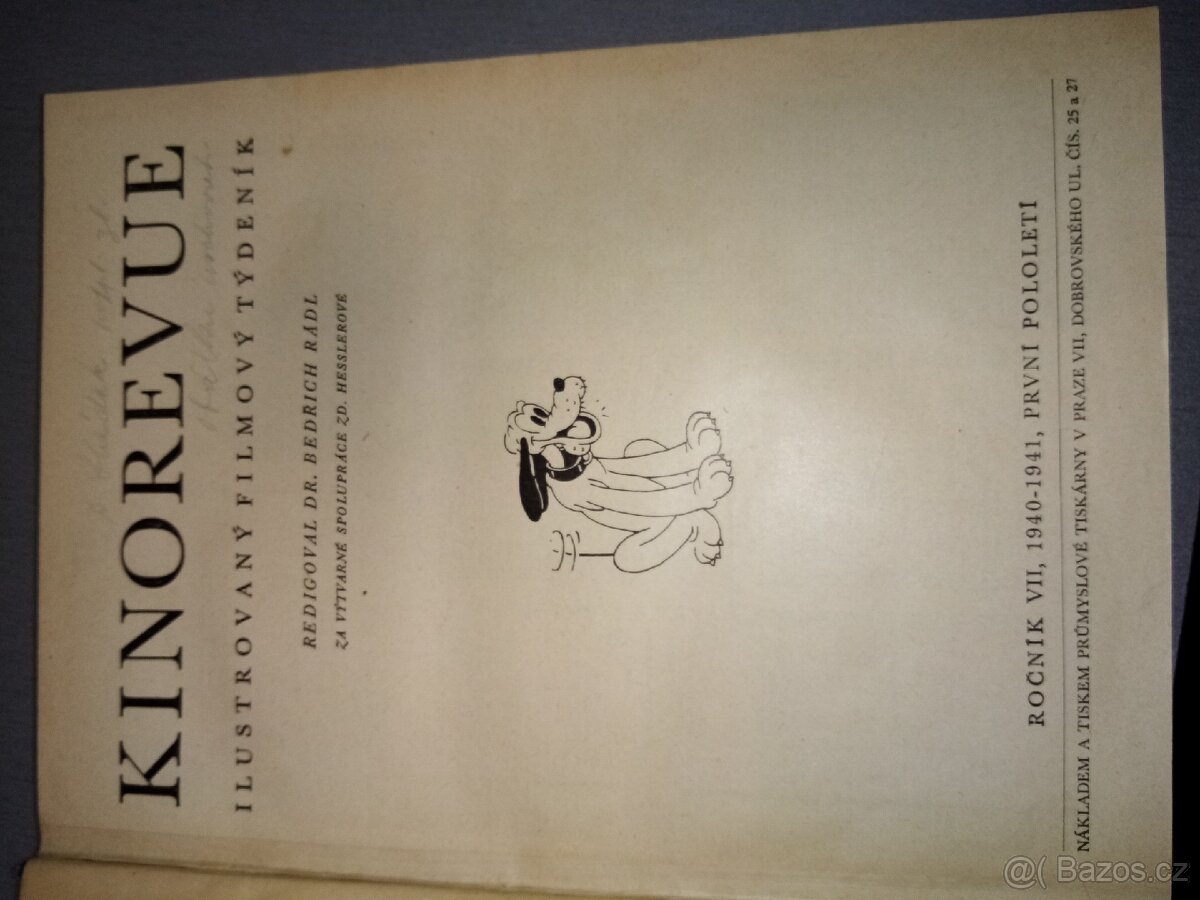 KINOREVUE
ILUSTROVANÝ FILMOVÝ TÝDENÍK
REDIGOVAL DR. BEDŘICH RÁDL
ZA VÝTVARNÉ SPOLUPRÁCE ZD. HESSLEROVÉ
ROČNÍK VII, 1940-1941, PRVNÍ POLOLETÍ
NÁKLADEM A TISKEM PRŮMYSLOVÉ TISKÁRNY V PRAZE VII, DOBROVSKÉHO UL. ČÍS. 25 a 27
@( Bazos.cz